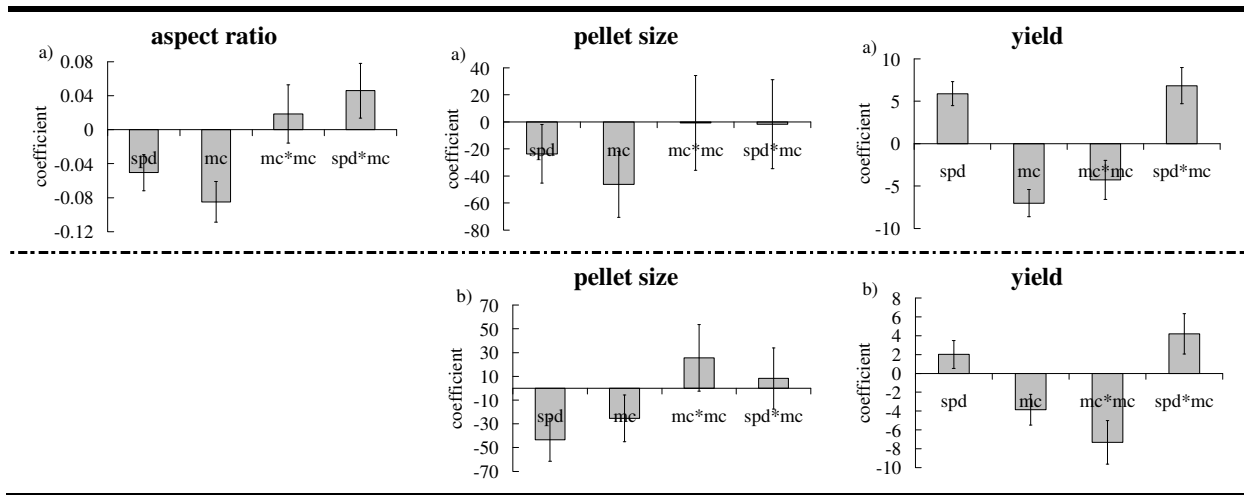 aspect ratio
a)
0.08
0.04
0
-0.04
-0.08
-0.12
coefficient
spd
mc
mc*mc
spd*mc
pellet size
a)
40
20
0
-20
-40
-60
-80
coefficient
spd
mc
mc*mc
spd*mc
yield
a)
10
5
0
-5
-10
coefficient
spd
mc
mc*mc
spd*mc
pellet size
b)
70
50
30
10
-10
-30
-50
-70
coefficient
spd
mc
mc*mc
spd*mc
yield
b)
8
6
4
2
0
-2
-4
-6
-8
-10
coefficient
spd
mc
mc*mc
spd*mc